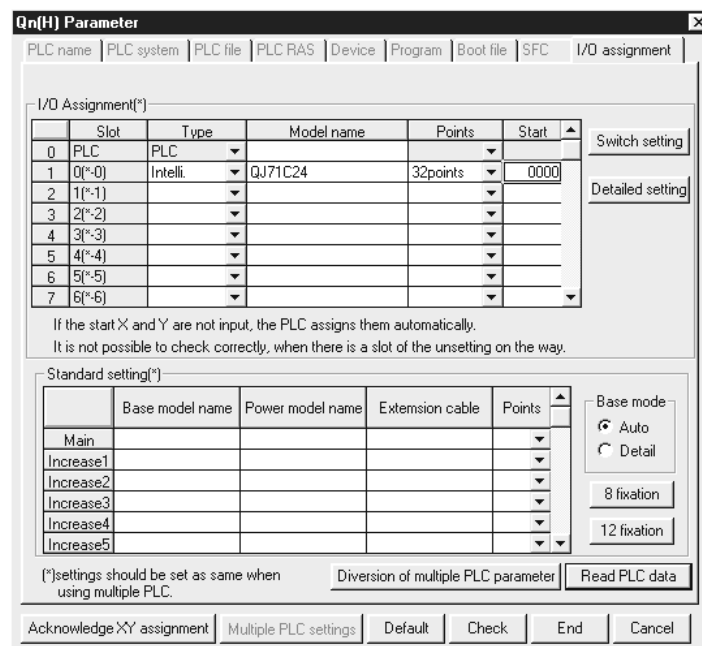 Qn(H) Parameter
PLC name PLC system PLC file PLC RAS Device Program Boot file SFC I/O assignment
I/O Assignment(*)
Slot Type Model name Points Start
0 PLC PLC
1 0(*-0) Intelli. QJ71C24 32points 0000
2 1(*-1)
3 2(*-2)
4 3(*-3)
5 4(*-4)
6 5(*-5)
7 6(*-6)
Switch setting
Detailed setting
If the start X and Y are not input, the PLC assigns them automatically.
It is not possible to check correctly, when there is a slot of the unsetting on the way.
Standard setting(*)
Base model name Power model name Extension cable Points
Main
Increase1
Increase2
Increase3
Increase4
Increase5
Base mode
Auto
Detail
8 fixation
12 fixation
(*)settings should be set as same when
using multiple PLC.
Diversion of multiple PLC parameter Read PLC data
Acknowledge XY assignment Multiple PLC settings Default Check End Cancel